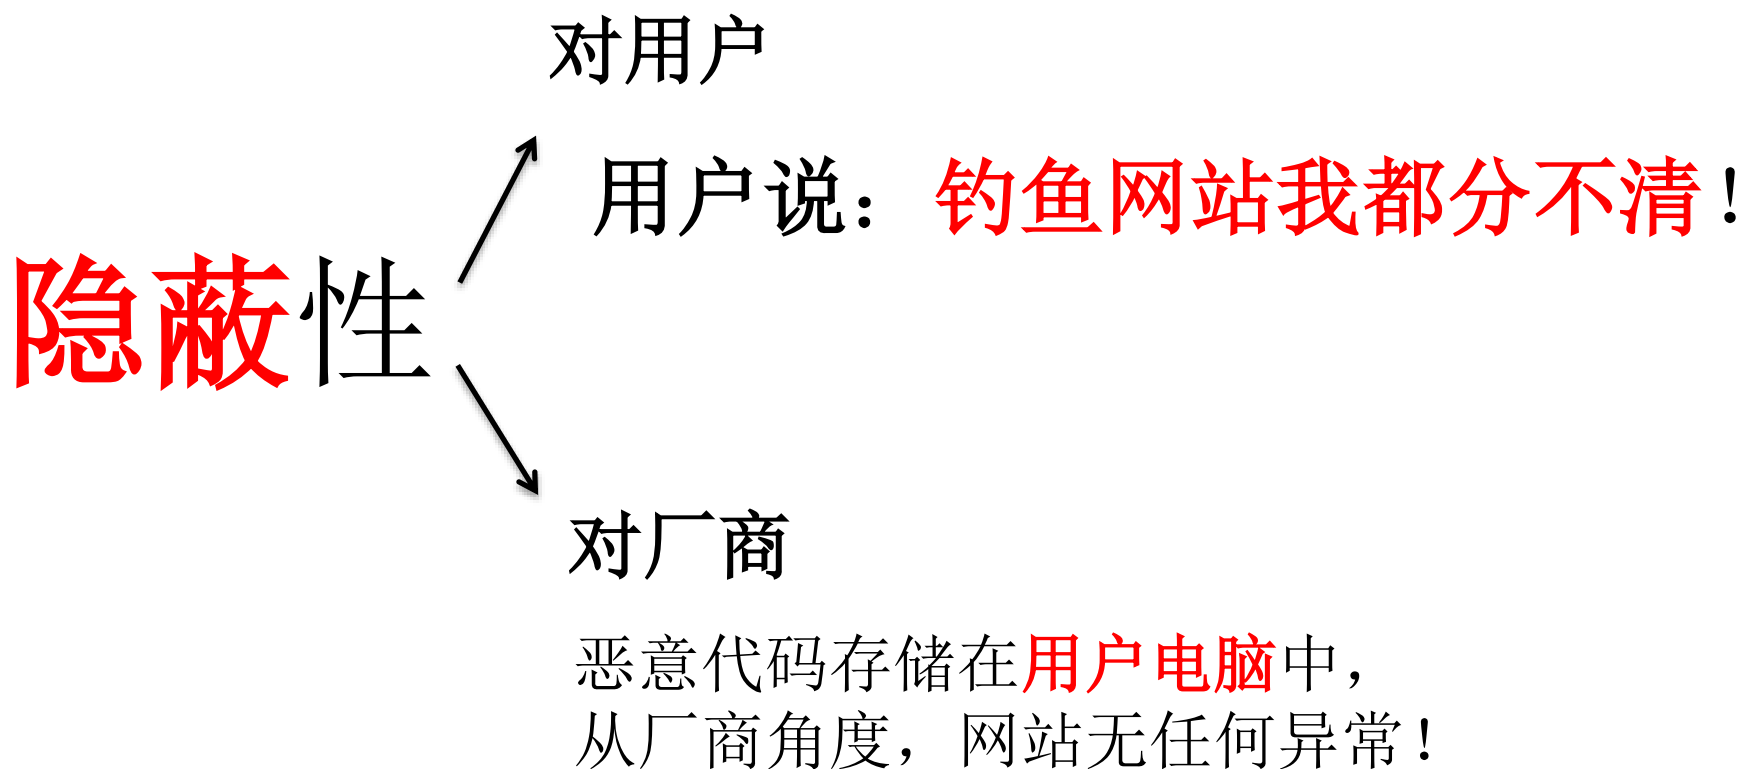 对用户
用户说：钓鱼网站我都分不清！
隐蔽性
对厂商
恶意代码存储在用户电脑中，
从厂商角度，网站无任何异常！